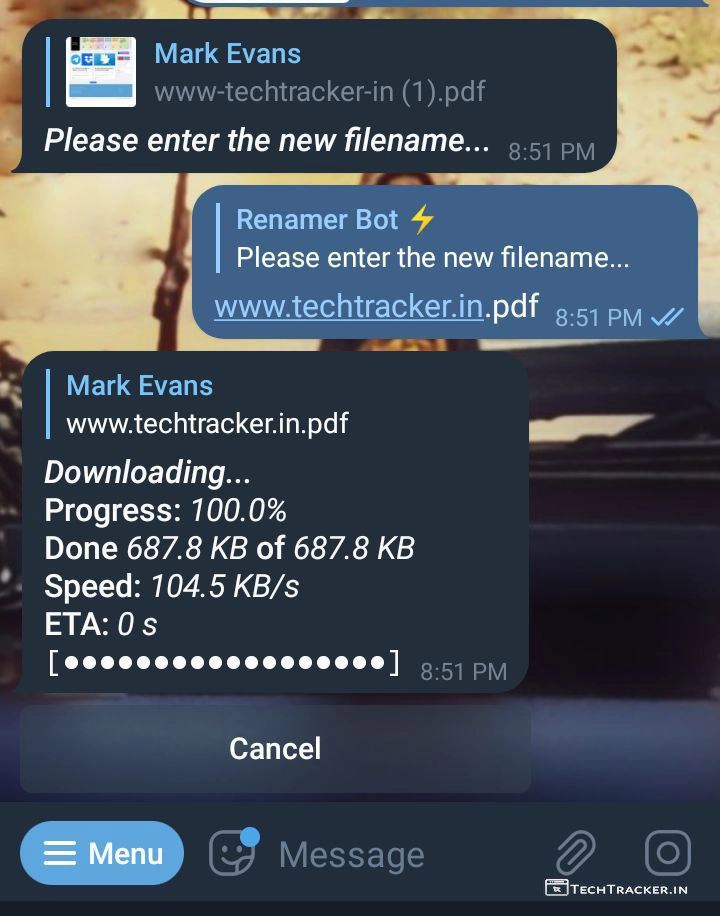 Mark Evans
www-techtracker-in (1).pdf
Please enter the new filename... 8:51 PM
Renamer Bot ⚡
Please enter the new filename...
www.techtracker.in.pdf 8:51 PM
Mark Evans
www.techtracker.in.pdf
Downloading...
Progress: 100.0%
Done 687.8 KB of 687.8 KB
Speed: 104.5 KB/s
ETA: 0 s
[●●●●●●●●●●●●●●●●●●] 8:51 PM
Cancel
Menu
Message
TECHTRACKER.IN